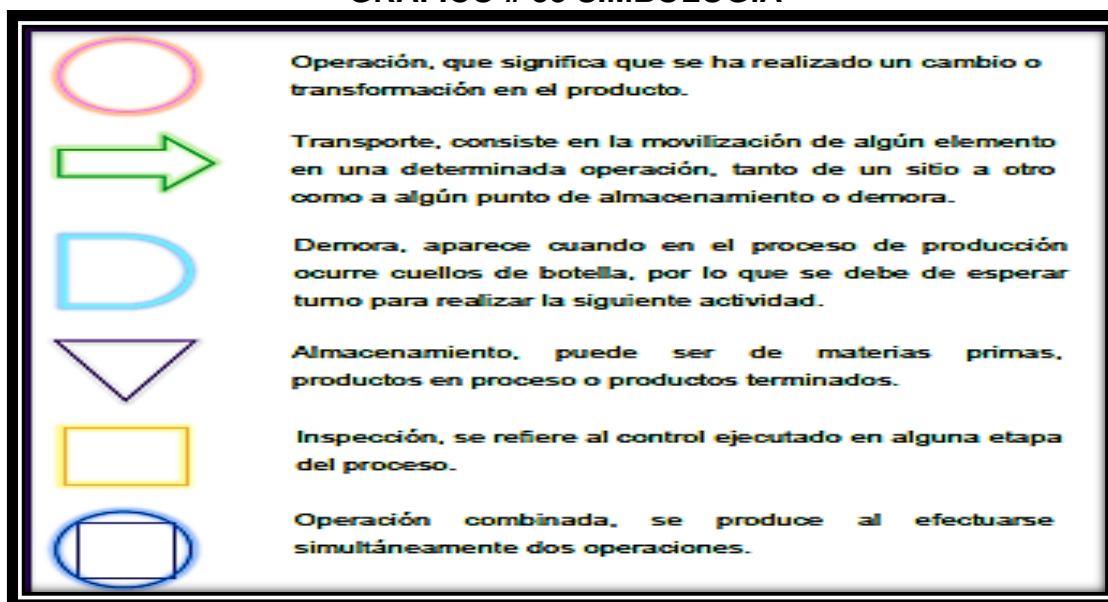 Operación, que significa que se ha realizado un cambio o
transformación en el producto.
Transporte, consiste en la movilización de algún elemento
en una determinada operación, tanto de un sitio a otro
como a algún punto de almacenamiento o demora.
Demora, aparece cuando en el proceso de producción
ocurre cuellos de botella, por lo que se debe de esperar
turno para realizar la siguiente actividad.
Almacenamiento, puede ser de materias primas,
productos en proceso o productos terminados.
Inspección, se refiere al control ejecutado en alguna etapa
del proceso.
Operación combinada, se produce al efectuarse
simultáneamente dos operaciones.